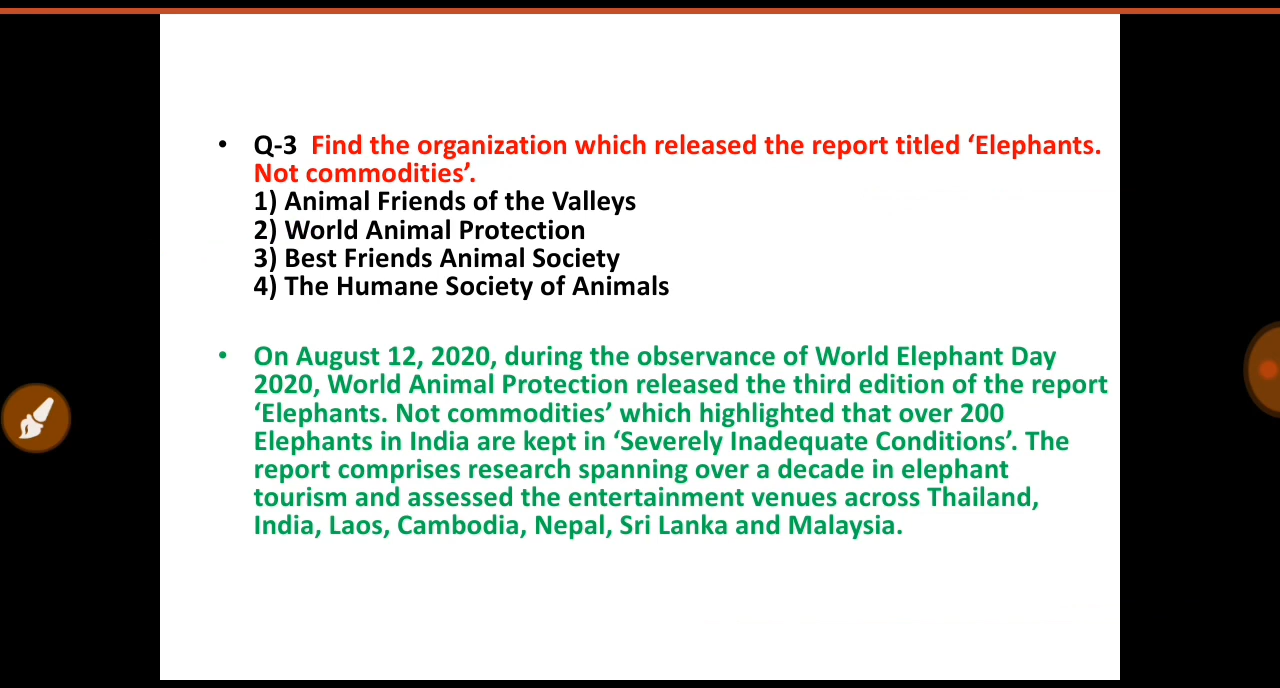 • Q-3 Find the organization which released the report titled ‘Elephants.
Not commodities’.
1) Animal Friends of the Valleys
2) World Animal Protection
3) Best Friends Animal Society
4) The Humane Society of Animals
• On August 12, 2020, during the observance of World Elephant Day
2020, World Animal Protection released the third edition of the report
‘Elephants. Not commodities’ which highlighted that over 200
Elephants in India are kept in ‘Severely Inadequate Conditions’. The
report comprises research spanning over a decade in elephant
tourism and assessed the entertainment venues across Thailand,
India, Laos, Cambodia, Nepal, Sri Lanka and Malaysia.